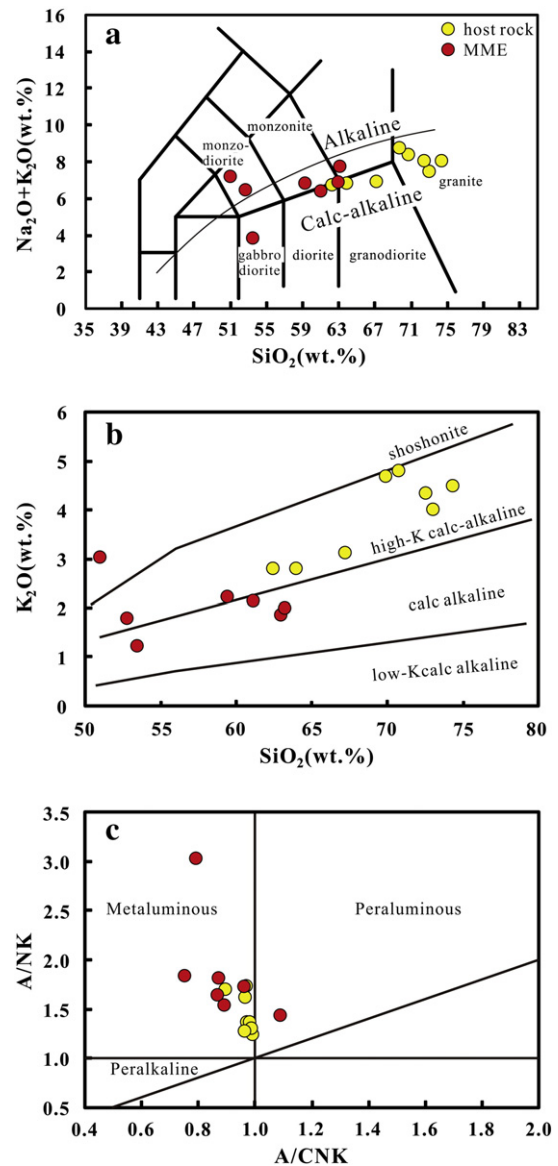 a
host rock
MME
Na₂O+K₂O(wt.%)
16
14
12
10
8
6
4
2
0
monzo-
diorite
monzonite
Alkaline
Calc-alkaline
granite
gabbro
diorite
diorite
granodiorite
35 39 43 47 51 55 59 63 67 71 75 79 83
SiO₂(wt.%)
b
K₂O(wt.%)
6
5
4
3
2
1
0
shoshonite
high-K calc-alkaline
calc alkaline
low-Kcalc alkaline
50 55 60 65 70 75 80
SiO₂(wt.%)
c
A/NK
3.5
3.0
2.5
2.0
1.5
1.0
0.5
Metaluminous
Peraluminous
Peralkaline
0.4 0.6 0.8 1.0 1.2 1.4 1.6 1.8 2.0
A/CNK